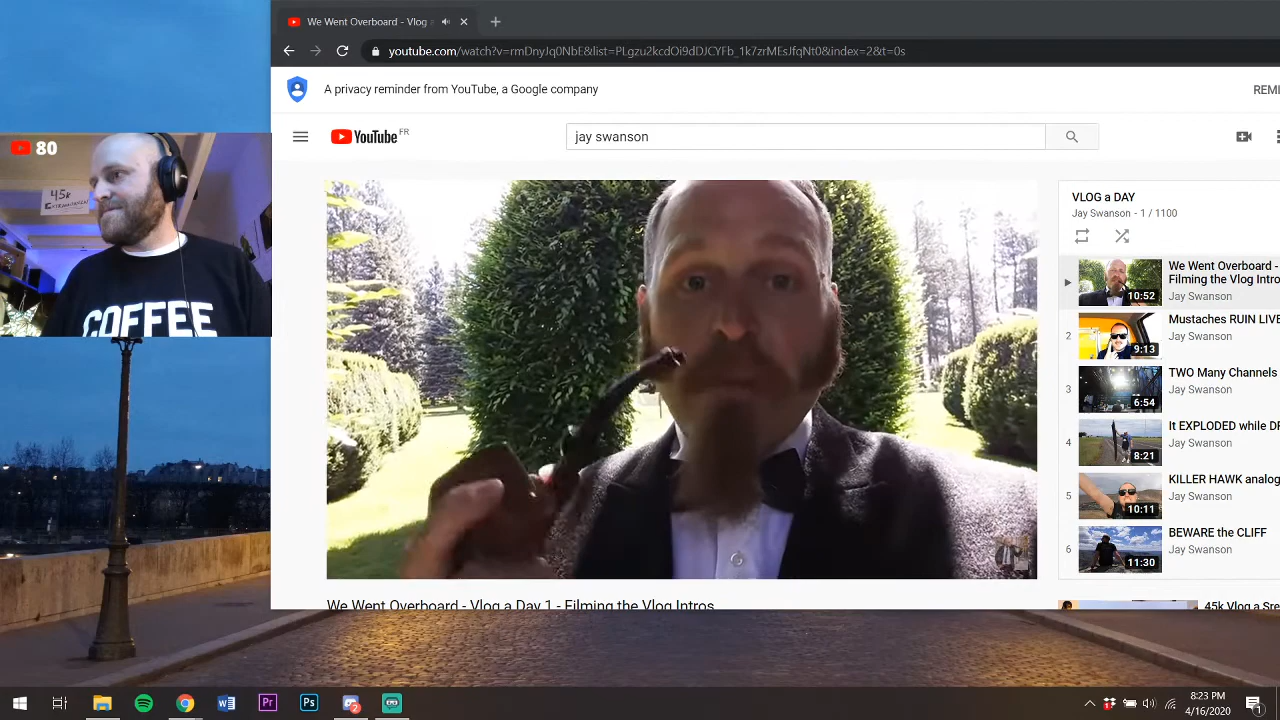 We Went Overboard - Vlog a
youtube.com/watch?v=rmDnyJq0NbE&list=PLgzu2kcdOi9dDJCYFb_1k7zrMEsJfqNt0&index=2&t=0s
A privacy reminder from YouTube, a Google company
REMI
YouTube FR
jay swanson
80
45k
COFFEE
VLOG a DAY
Jay Swanson - 1 / 1100
We Went Overboard -
Filming the Vlog Intro
Jay Swanson
10:52
2
Mustaches RUIN LIVE
Jay Swanson
9:13
3
TWO Many Channels
Jay Swanson
6:54
4
It EXPLODED while DR
Jay Swanson
8:21
5
KILLER HAWK analog
Jay Swanson
10:11
6
BEWARE the CLIFF
Jay Swanson
11:30
We Went Overboard - Vlog a Day 1 - Filming the Vlog Intros
45k Vlog a
Pr
Ps
2
8:23 PM
4/16/2020
1